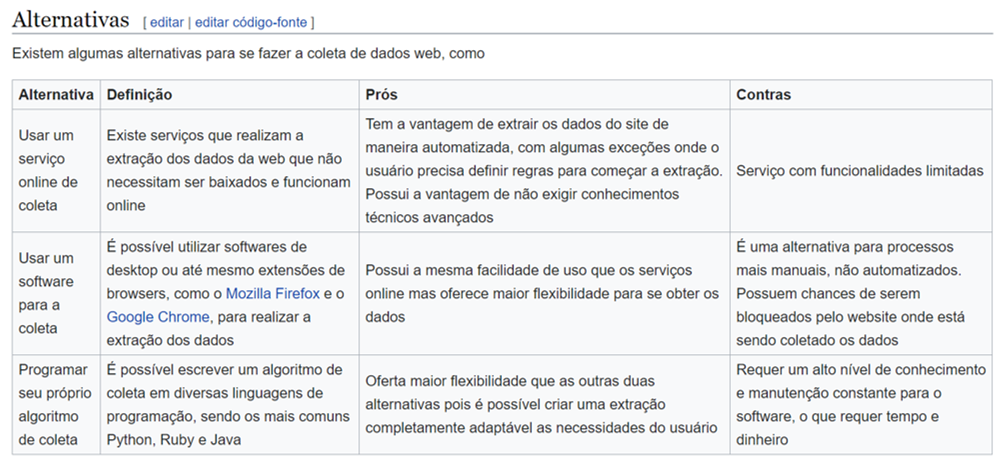 Alternativas [ editar | editar código-fonte ]
Existem algumas alternativas para se fazer a coleta de dados web, como
Alternativa Definição Prós Contras
Usar um
serviço
online de
coleta
Existe serviços que realizam a
extração dos dados da web que não
necessitam ser baixados e funcionam
online
Tem a vantagem de extrair os dados do site de
maneira automatizada, com algumas exceções onde o
usuário precisa definir regras para começar a extração.
Possui a vantagem de não exigir conhecimentos
técnicos avançados
Serviço com funcionalidades limitadas
Usar um
software
para a
coleta
É possível utilizar softwares de
desktop ou até mesmo extensões de
browsers, como o Mozilla Firefox e o
Google Chrome, para realizar a
extração dos dados
Possui a mesma facilidade de uso que os serviços
online mas oferece maior flexibilidade para se obter os
dados
É uma alternativa para processos
mais manuais, não automatizados.
Possuem chances de serem
bloqueados pelo website onde está
sendo coletado os dados
Programar
seu próprio
algoritmo
de coleta
É possível escrever um algoritmo de
coleta em diversas linguagens de
programação, sendo os mais comuns
Python, Ruby e Java
Oferta maior flexibilidade que as outras duas
alternativas pois é possível criar uma extração
completamente adaptável as necessidades do usuário
Requer um alto nível de conhecimento
e manutenção constante para o
software, o que requer tempo e
dinheiro